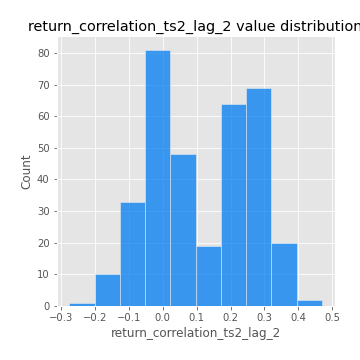 return_correlation_ts2_lag_2 value distribution
80
70
60
50
40
30
20
10
0
Count
−0.3 −0.2 −0.1 0.0 0.1 0.2 0.3 0.4 0.5
return_correlation_ts2_lag_2